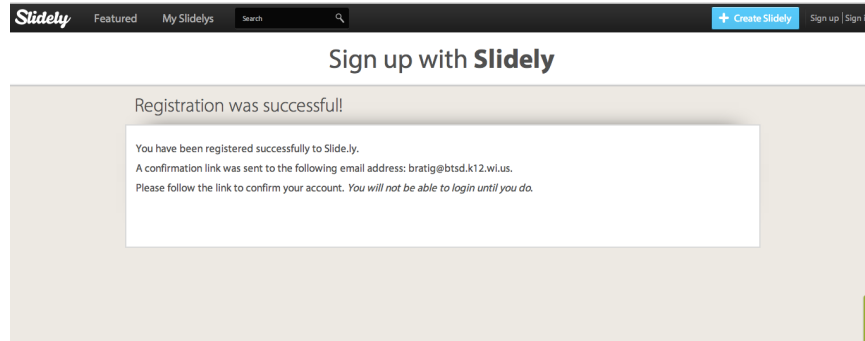 Slidely Featured My Slidelys Search + Create Slidely Sign up | Sign
Sign up with Slidely
Registration was successful!
You have been registered successfully to Slide.ly.
A confirmation link was sent to the following email address: bratig@btsd.k12.wi.us.
Please follow the link to confirm your account. You will not be able to login until you do.